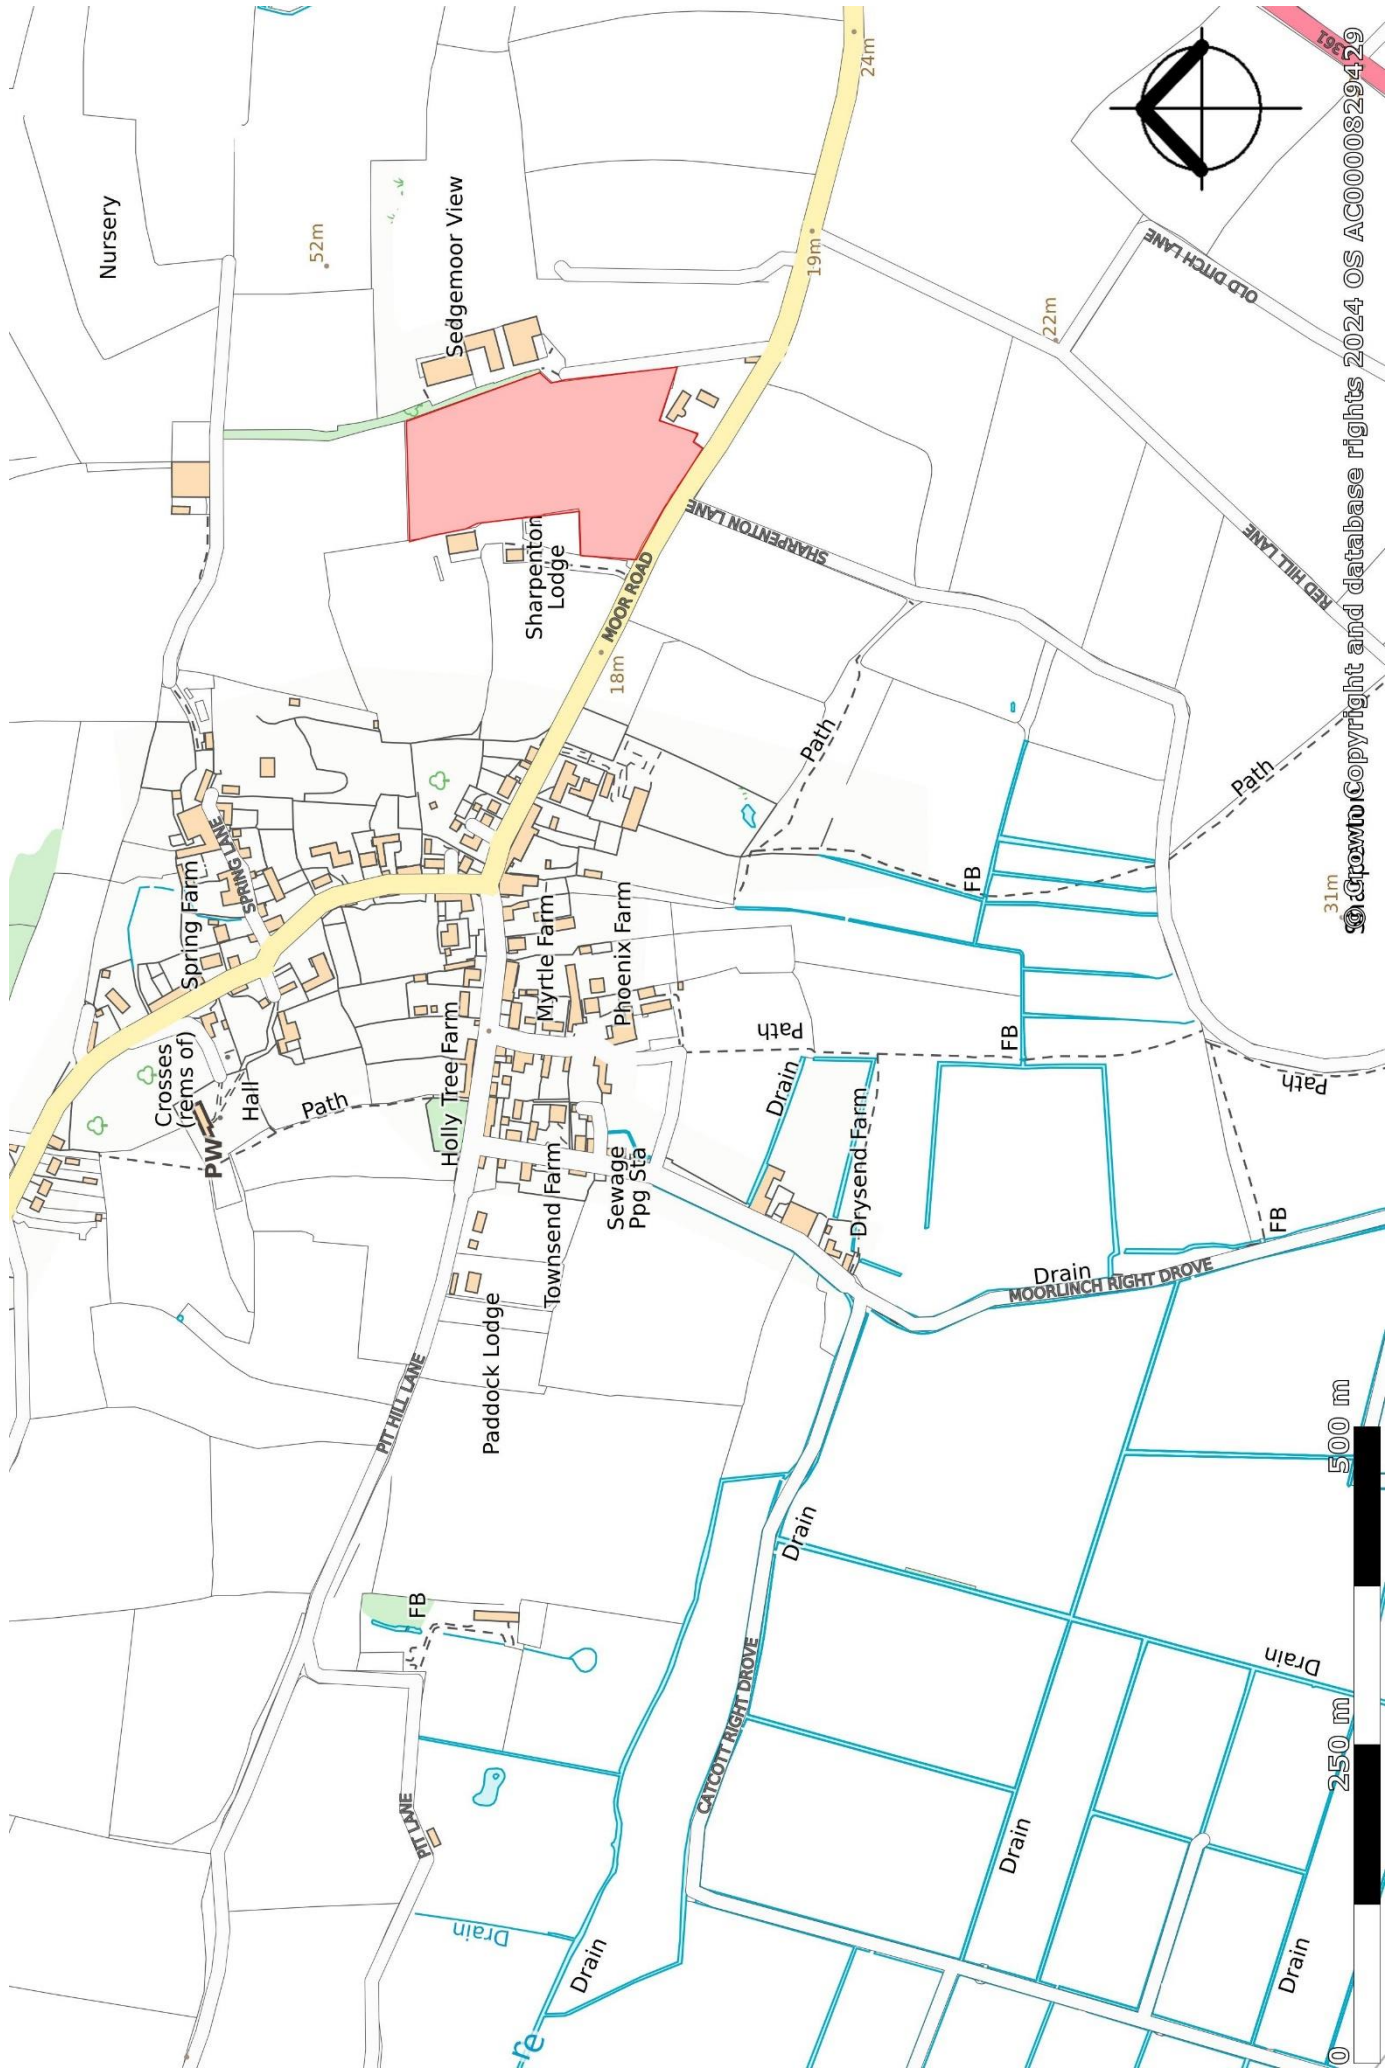 24m
A361
Nursery
52m
Sedgemoor View
19m
OLD DITCH LANE
22m
SHARPENTON LANE
Sharpenton
Lodge
MOOR ROAD
RED HILL LANE
18m
Path
Path
SPRING LANE
Spring Farm
FB
31m
Myrtle Farm
Phoenix Farm
Crosses
(rems of)
Hall
PW
Path
Holly Tree Farm
Path
FB
Drain
Path
Drysend Farm
Townsend Farm
Sewage
Ppg Sta
FB
Drain
MOORLINCH RIGHT DROVE
Paddock Lodge
PIT HILL LANE
Drain
FB
CATCOTT RIGHT DROVE
Drain
PIT LANE
Drain
Drain
Drain
Drain
re
0
250 m
500 m
© Crown copyright and database rights 2024 OS AC0000829429